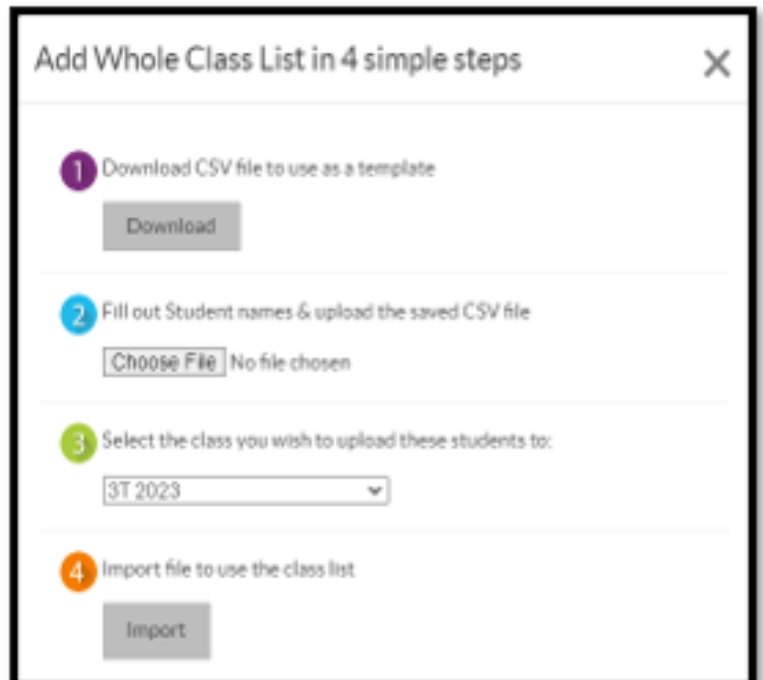 Add Whole Class List in 4 simple steps
1 Download CSV file to use as a template
Download
2 Fill out Student names & upload the saved CSV file
Choose File No file chosen
3 Select the class you wish to upload these students to:
3T 2023
4 Import file to use the class list
Import